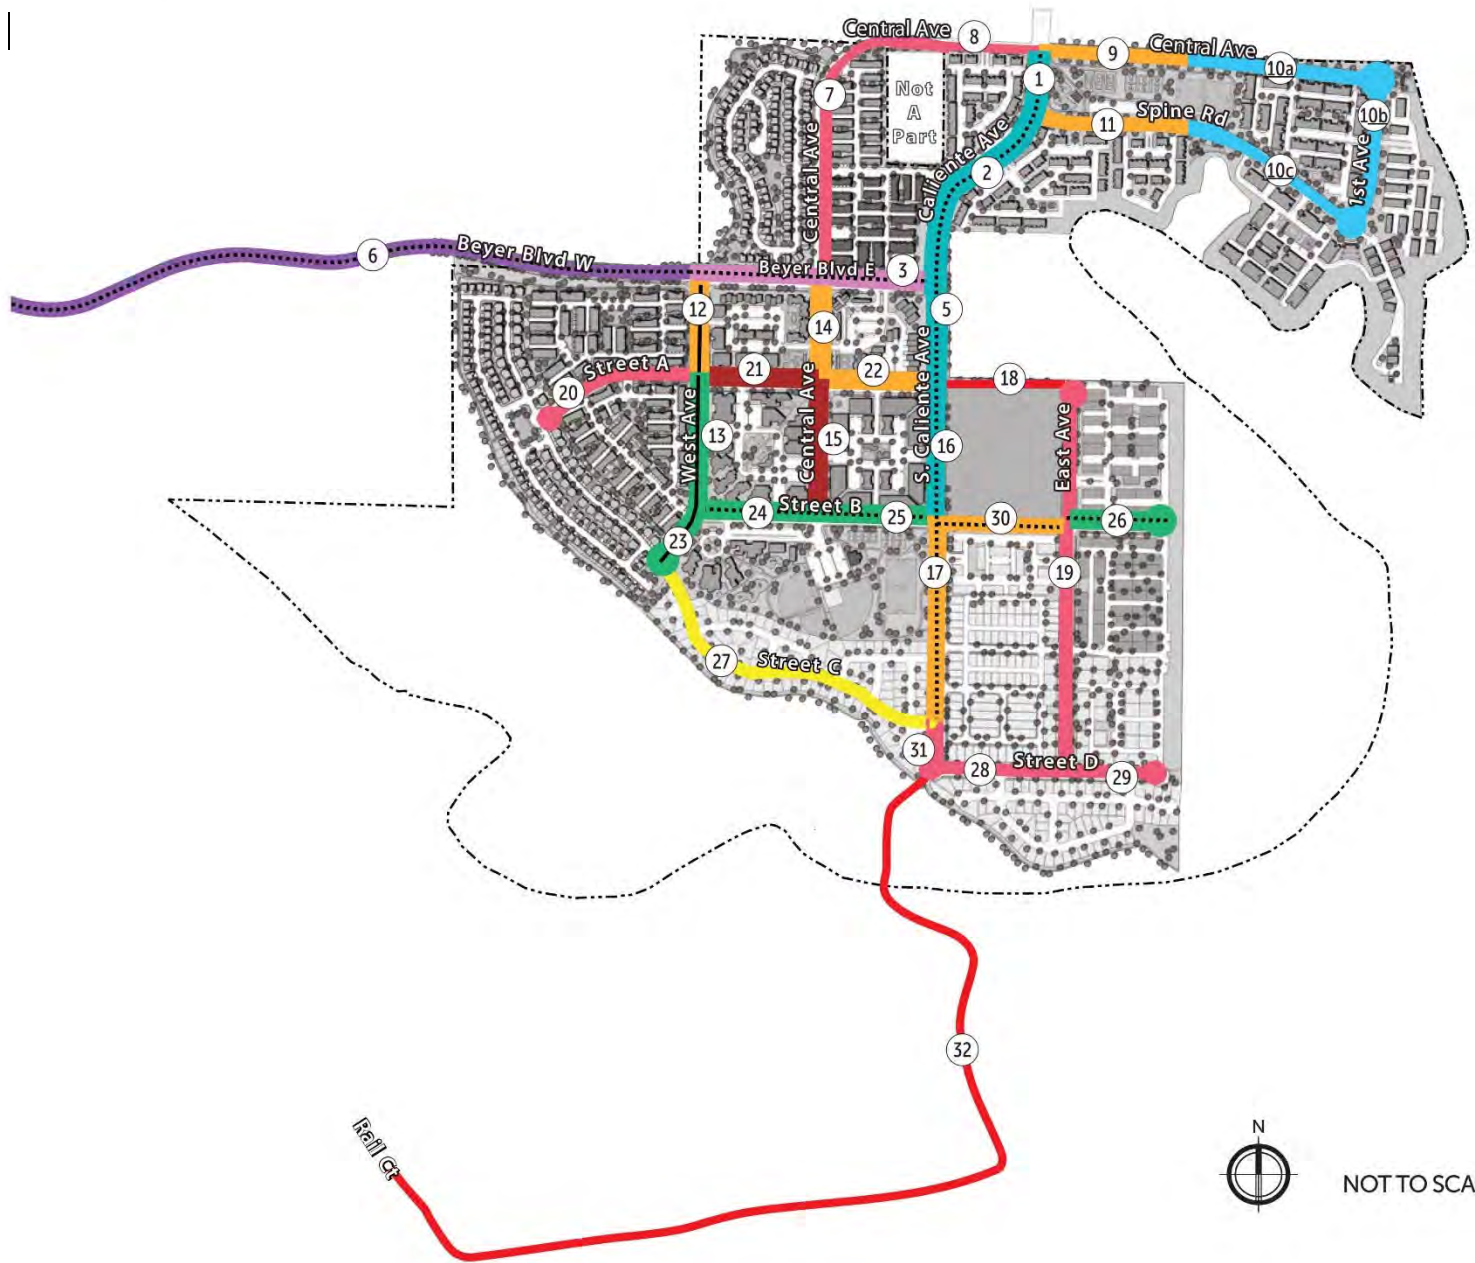 Central Ave
8
9
Central Ave
10a
1
7
Not
A
Part
10b
11
Spine Rd
Caliente Ave
2
10c
1st Ave
Central Ave
6
Beyer Blvd W
Beyer Blvd E
3
12
14
5
S. Caliente Ave
Street A
20
21
22
18
West Ave
13
Central Ave
15
16
East Ave
24
Street B
25
30
26
23
17
19
27
Street C
31
28
Street D
29
32
Rail Ct
N
NOT TO SCA